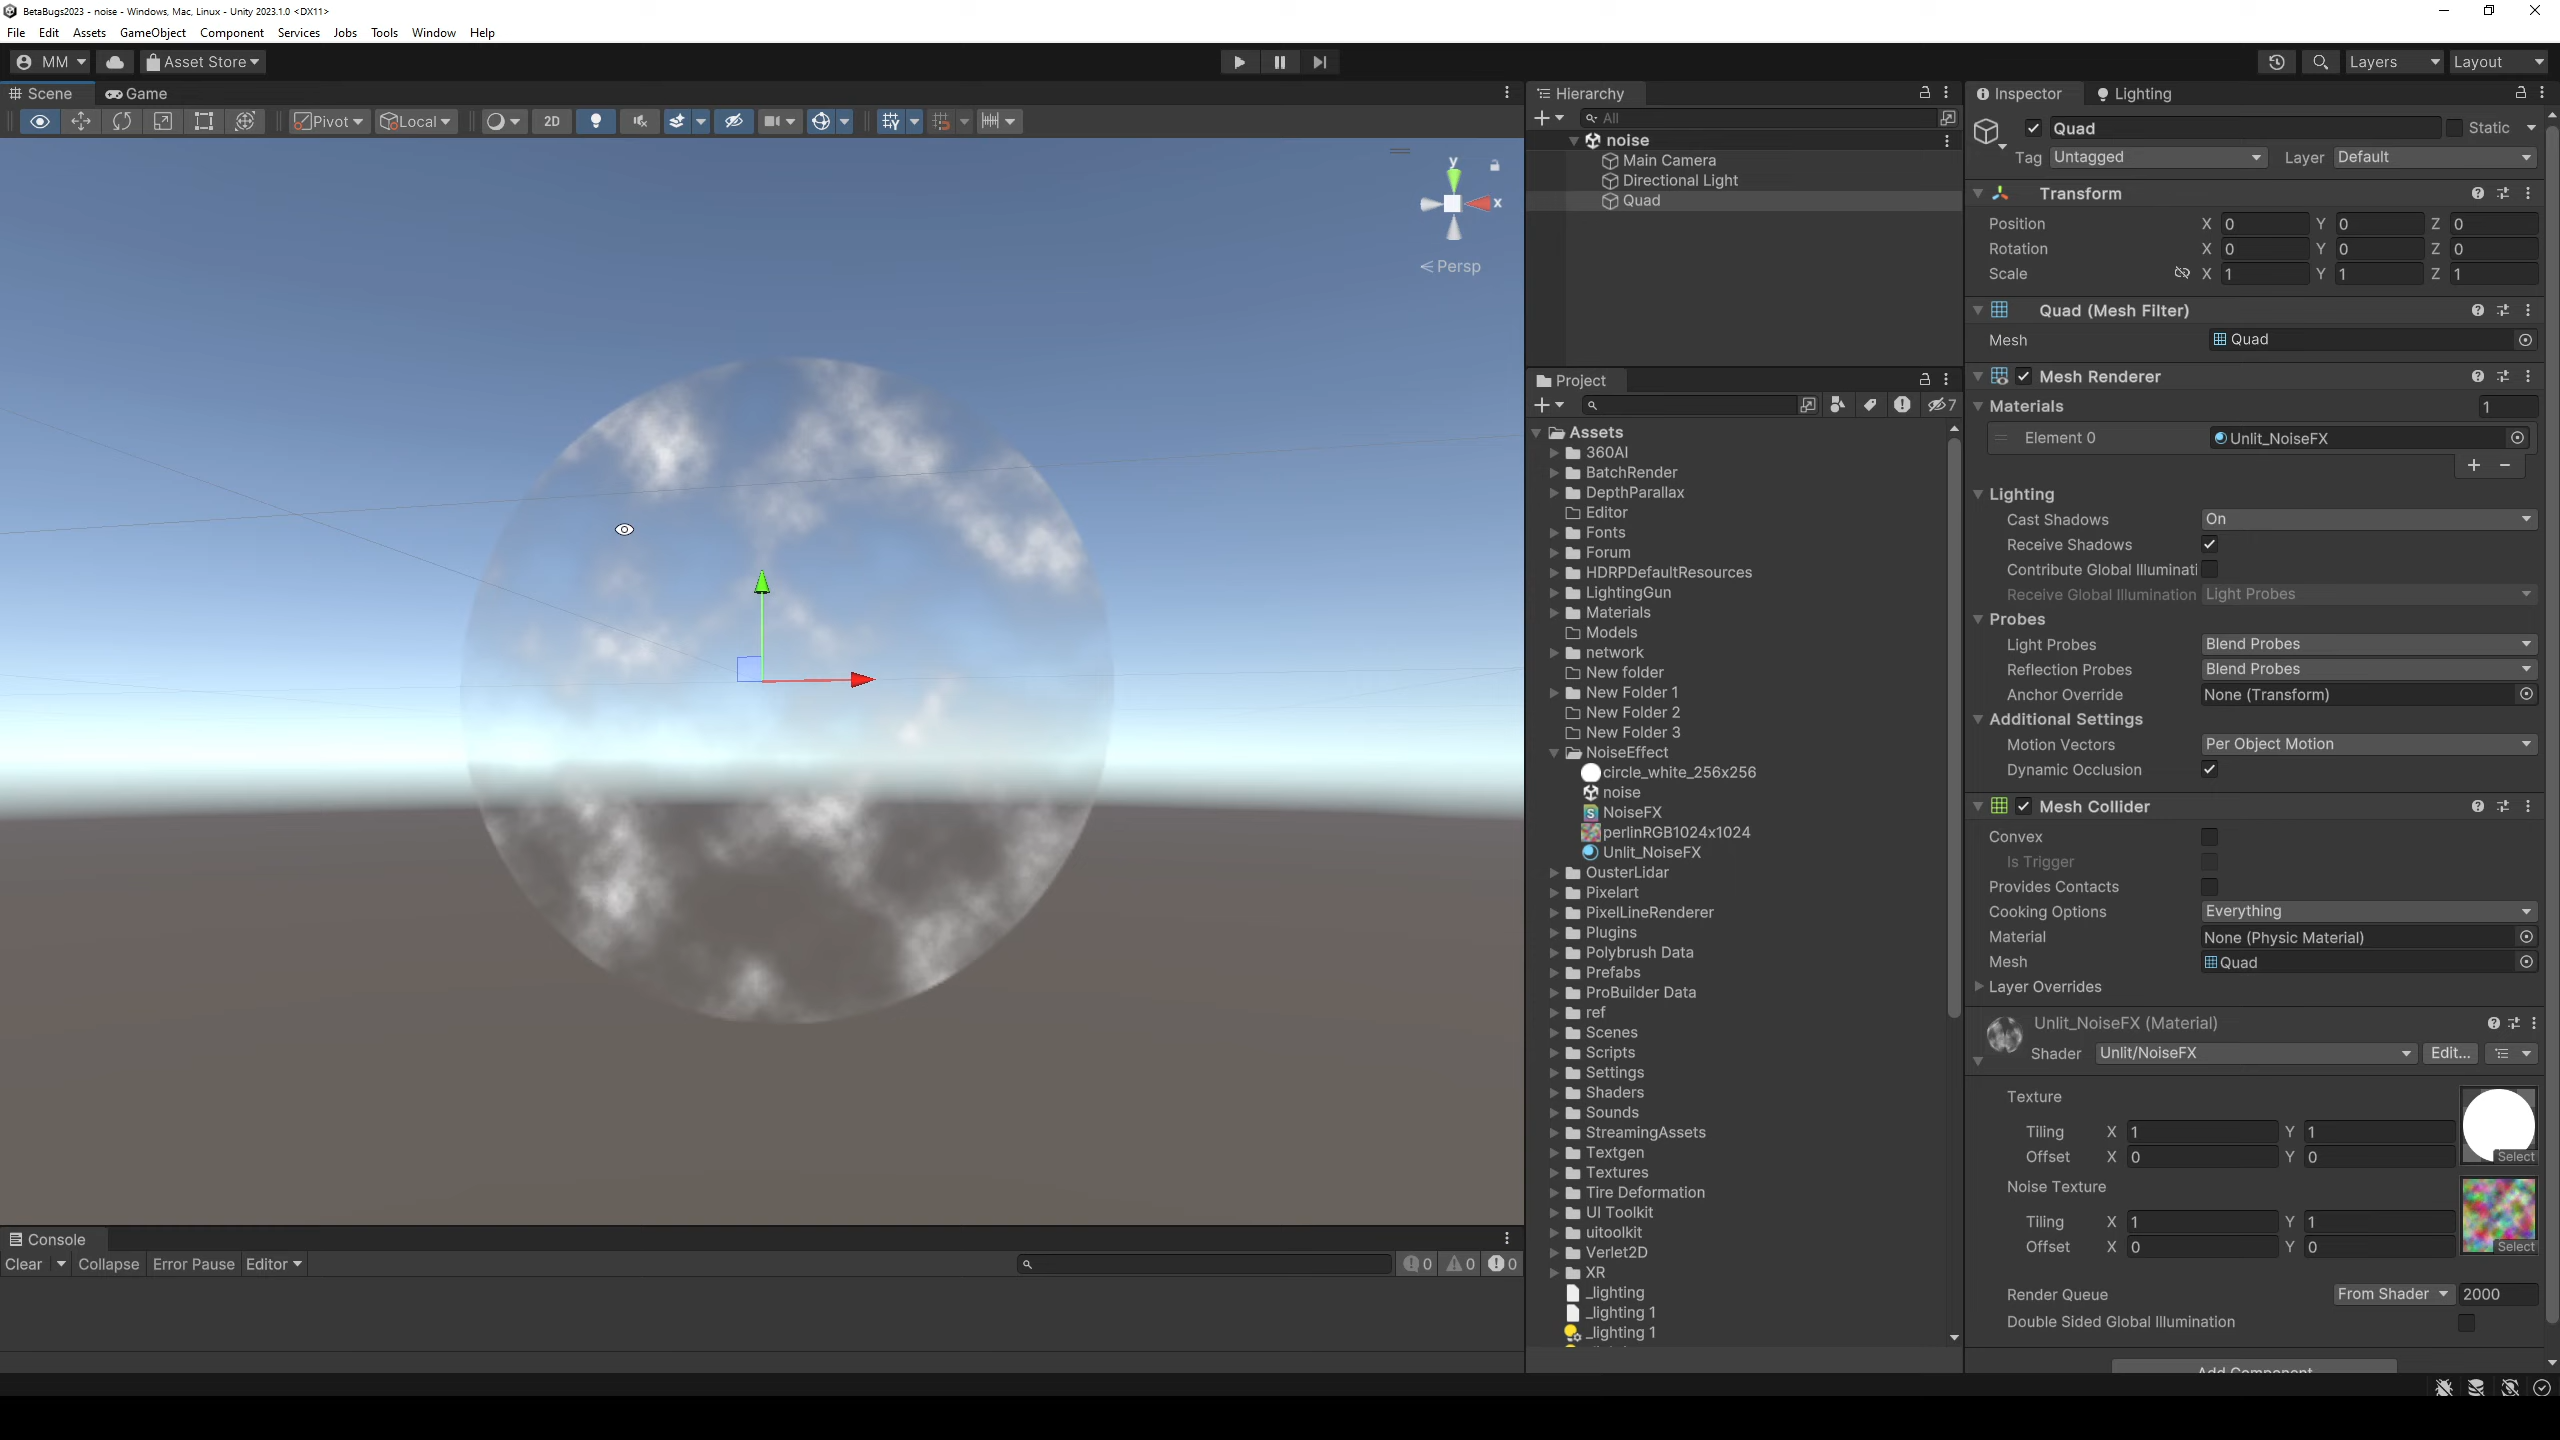 BetaBugs2023 - noise - Windows, Mac, Linux - Unity 2023.1.0 <DX11>
File Edit Assets GameObject Component Services Jobs Tools Window Help
MM Asset Store Layers Layout
Scene Game
Pivot Local 2D
y
x
Persp
Hierarchy
All
noise
Main Camera
Directional Light
Quad
Project
7
Assets
360AI
BatchRender
DepthParallax
Editor
Fonts
Forum
HDRPDefaultResources
LightingGun
Materials
Models
network
New folder
New Folder 1
New Folder 2
New Folder 3
NoiseEffect
circle_white_256x256
noise
NoiseFX
perlinRGB1024x1024
Unlit_NoiseFX
OusterLidar
Pixelart
PixelLineRenderer
Plugins
Polybrush Data
Prefabs
ProBuilder Data
ref
Scenes
Scripts
Settings
Shaders
Sounds
StreamingAssets
Textgen
Textures
Tire Deformation
UI Toolkit
uitoolkit
Verlet2D
XR
_lighting
_lighting 1
_lighting 1
Inspector Lighting
Quad Static
Tag Untagged Layer Default
Transform
Position X 0 Y 0 Z 0
Rotation X 0 Y 0 Z 0
Scale X 1 Y 1 Z 1
Quad (Mesh Filter)
Mesh Quad
Mesh Renderer
Materials 1
Element 0 Unlit_NoiseFX
Lighting
Cast Shadows On
Receive Shadows
Contribute Global Illuminati
Receive Global Illumination Light Probes
Probes
Light Probes Blend Probes
Reflection Probes Blend Probes
Anchor Override None (Transform)
Additional Settings
Motion Vectors Per Object Motion
Dynamic Occlusion
Mesh Collider
Convex
Is Trigger
Provides Contacts
Cooking Options Everything
Material None (Physic Material)
Mesh Quad
Layer Overrides
Unlit_NoiseFX (Material)
Shader Unlit/NoiseFX Edit...
Texture
Tiling X 1 Y 1
Offset X 0 Y 0 Select
Noise Texture
Tiling X 1 Y 1
Offset X 0 Y 0 Select
Render Queue From Shader 2000
Double Sided Global Illumination
Add Component
Console
Clear Collapse Error Pause Editor 0 0 0